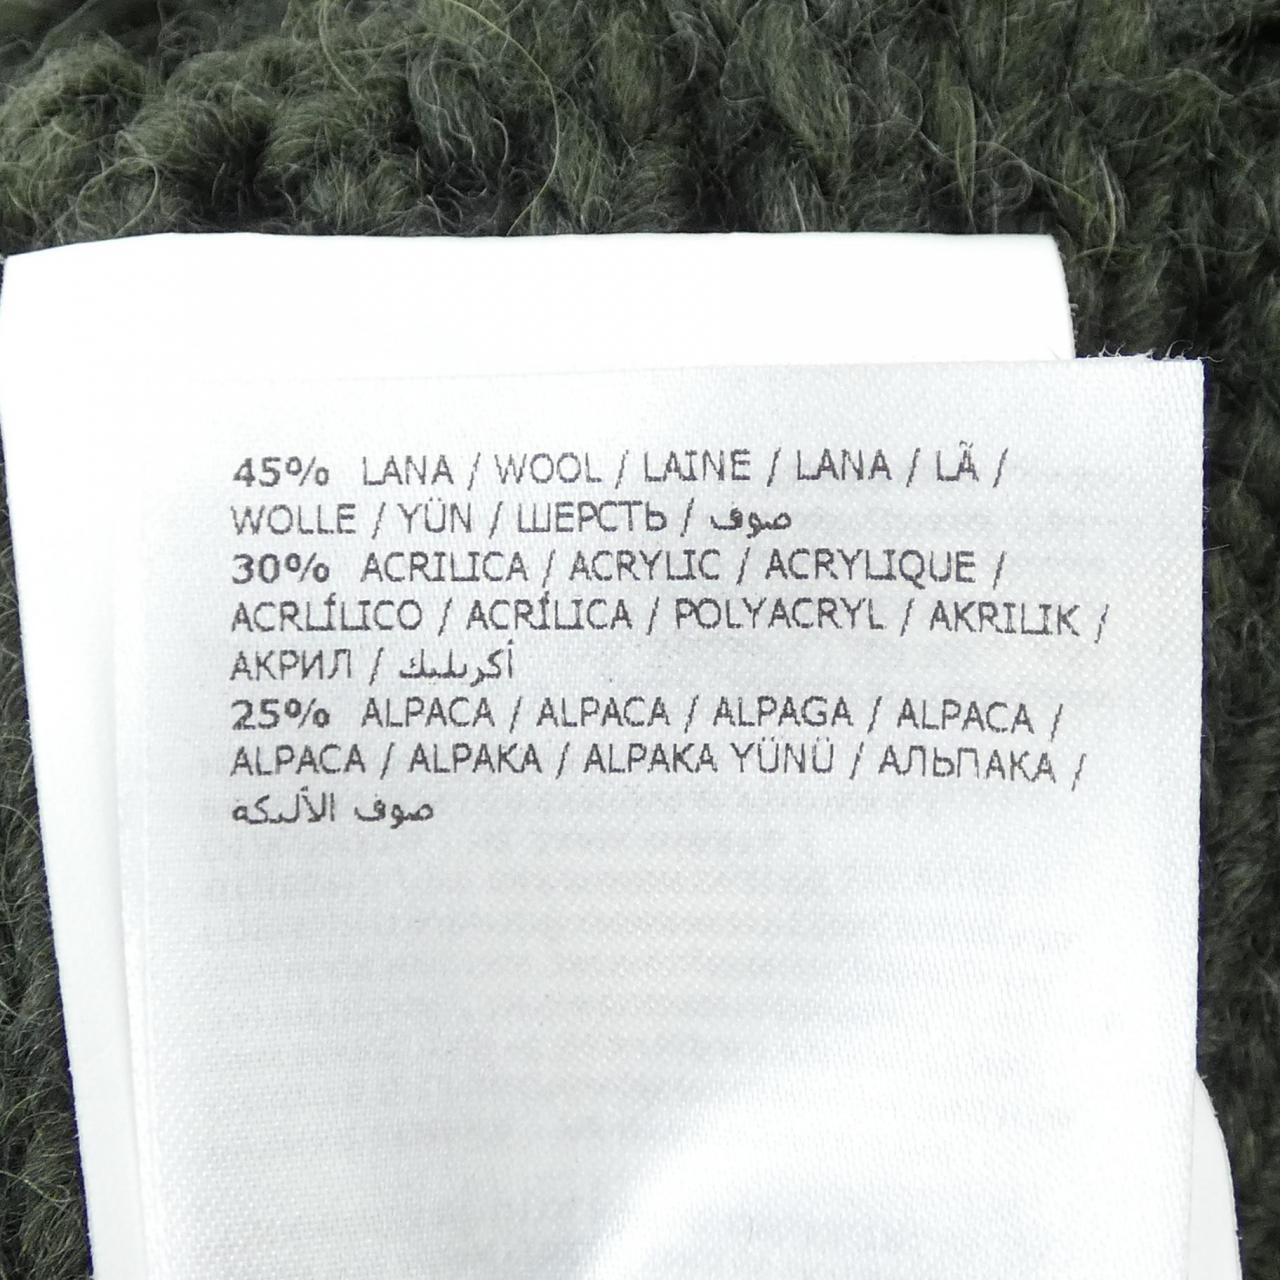 45% LANA / WOOL / LAINE / LANA / LÃ /
WOLLE / YÜN / ШЕРСТЬ / صوف
30% ACRILICA / ACRYLIC / ACRYLIQUE /
ACRLÍLICO / ACRÍLICA / POLYACRYL / AKRILIK /
АКРИЛ / أكريليك
25% ALPACA / ALPACA / ALPAGA / ALPACA /
ALPACA / ALPAKA / ALPAKA YÜNÜ / АЛЬПАКА /
صوف الألبكة